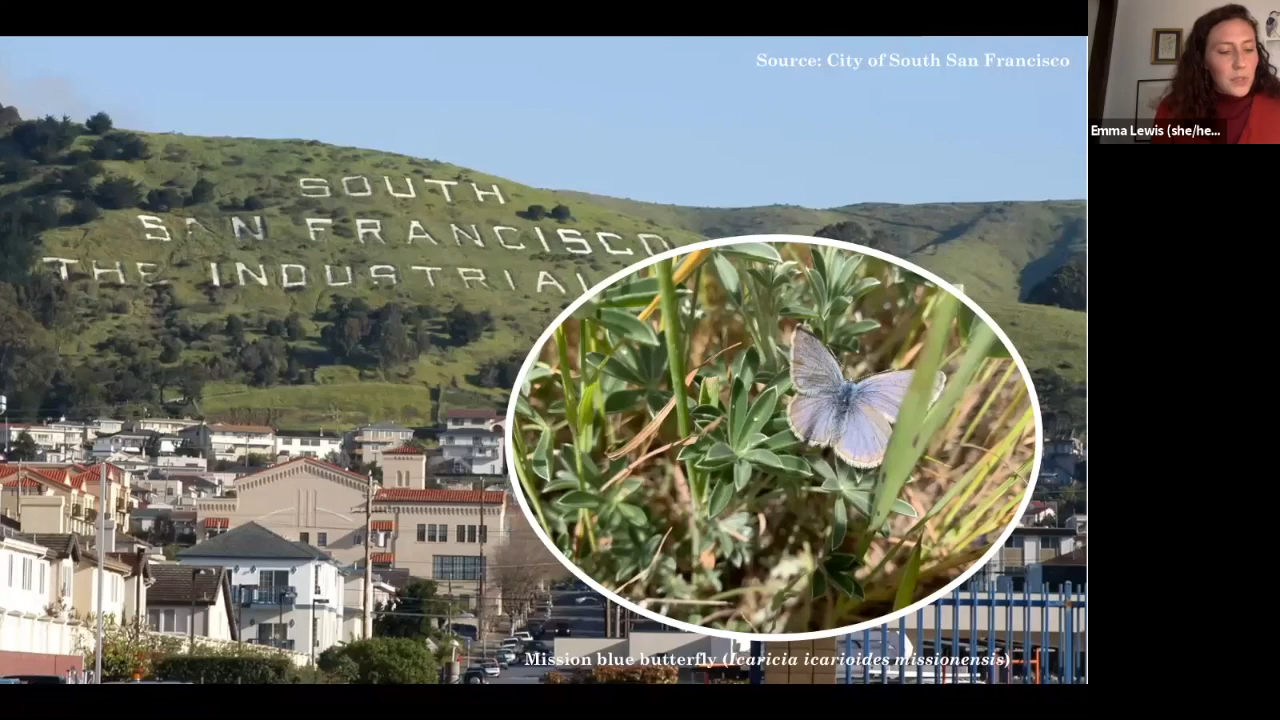 Source: City of South San Francisco
Emma Lewis (she/he...
SOUTH
SAN FRANCISCO
THE INDUSTRIAL
Mission blue butterfly (Icaricia icarioides missionensis)